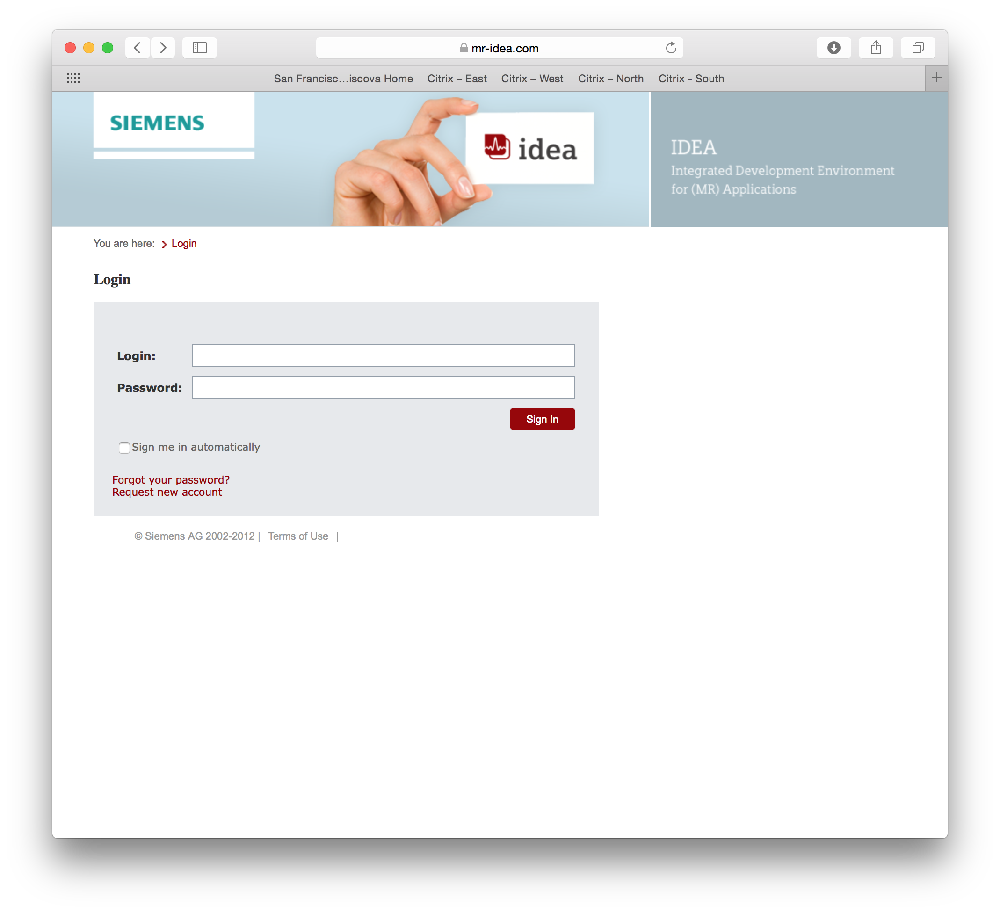 mr-idea.com
San Francisc...iscova Home Citrix – East Citrix – West Citrix – North Citrix - South
SIEMENS
idea
IDEA
Integrated Development Environment
for (MR) Applications
You are here: Login
Login
Login:
Password:
Sign In
Sign me in automatically
Forgot your password?
Request new account
© Siemens AG 2002-2012 | Terms of Use |